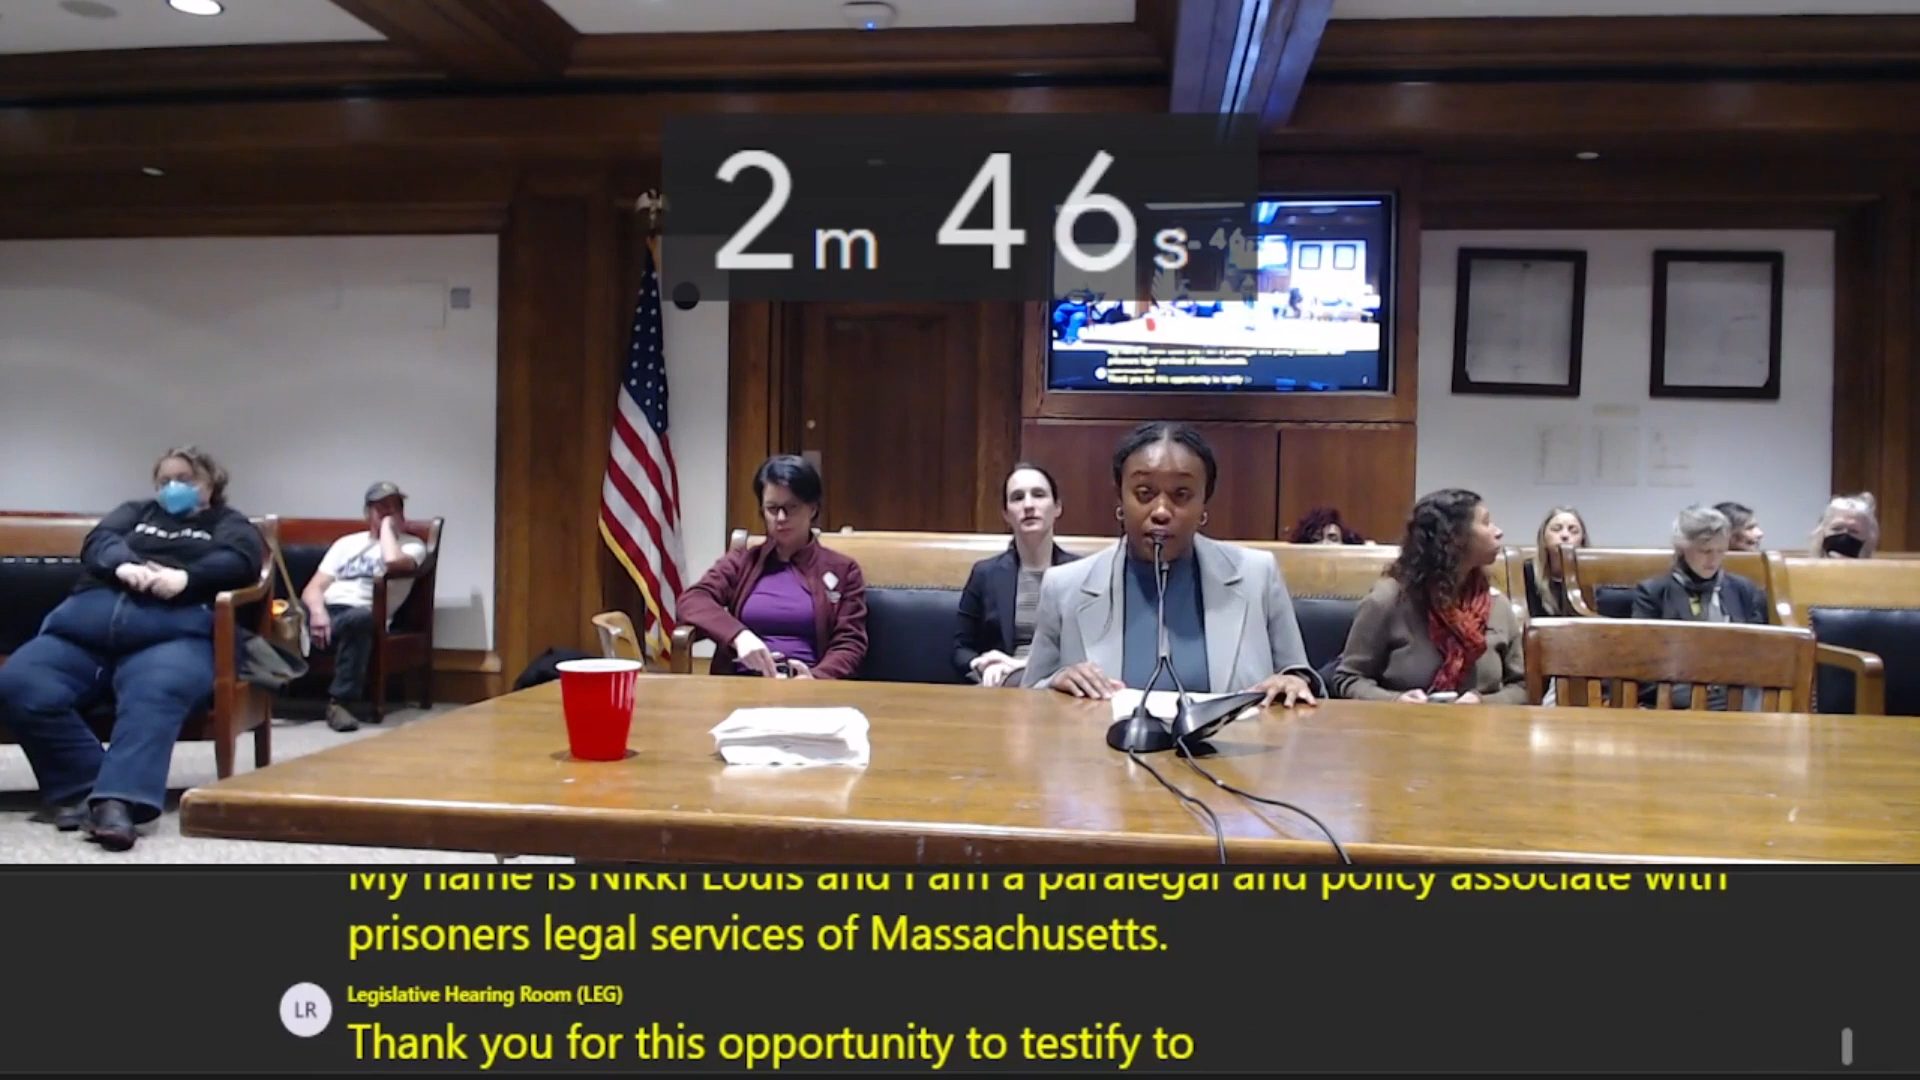 2m 46s
My name is Nikki Louis and I am a paralegal and policy associate with
prisoners legal services of Massachusetts.
LR
Legislative Hearing Room (LEG)
Thank you for this opportunity to testify to